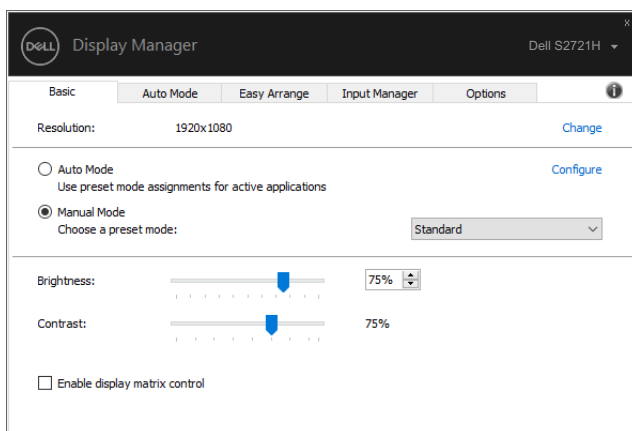 x
DELL Display Manager Dell S2721H
Basic Auto Mode Easy Arrange Input Manager Options
Resolution: 1920x1080 Change
Auto Mode Configure
Use preset mode assignments for active applications
Manual Mode
Choose a preset mode: Standard
Brightness: 75%
Contrast: 75%
Enable display matrix control